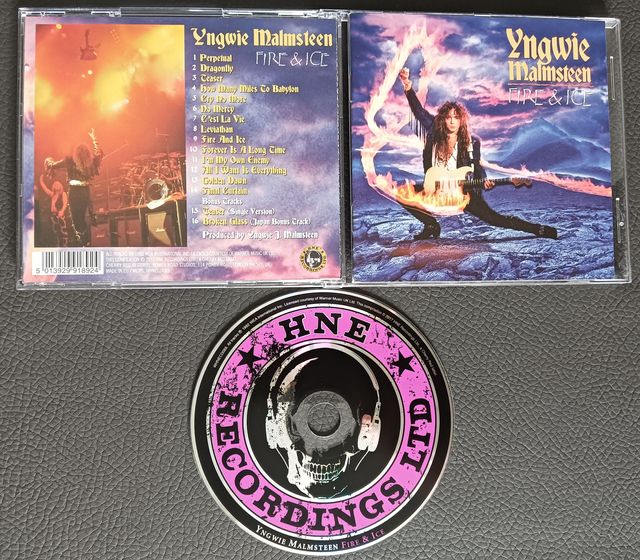 Yngwie Malmsteen
FIRE & ICE
1 Perpetual
2 Dragonfly
3 Teaser
4 How Many Miles To Babylon
5 Cry No More
6 No Mercy
7 C'est La Vie
8 Leviathan
9 Fire And Ice
10 Forever Is A Long Time
11 I'm My Own Enemy
12 All I Want Is Everything
13 Golden Dawn
14 Final Curtain
Bonus Tracks
15 Teaser (Single Version)
16 Broken Glass (Japan Bonus Track)
Produced by Yngwie J. Malmsteen
5 013929 918924
Yngwie
Malmsteen
FIRE & ICE
HNE
RECORDINGS LTD
YNGWIE MALMSTEEN FIRE & ICE